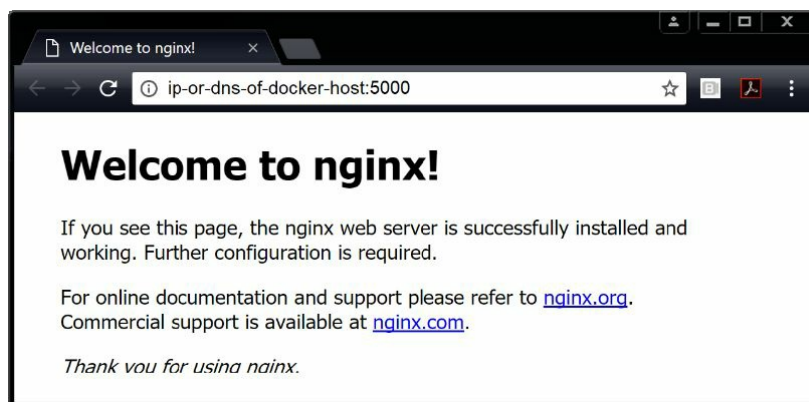 Welcome to nginx!
ip-or-dns-of-docker-host:5000
Welcome to nginx!
If you see this page, the nginx web server is successfully installed and
working. Further configuration is required.
For online documentation and support please refer to nginx.org.
Commercial support is available at nginx.com.
Thank you for using nginx.